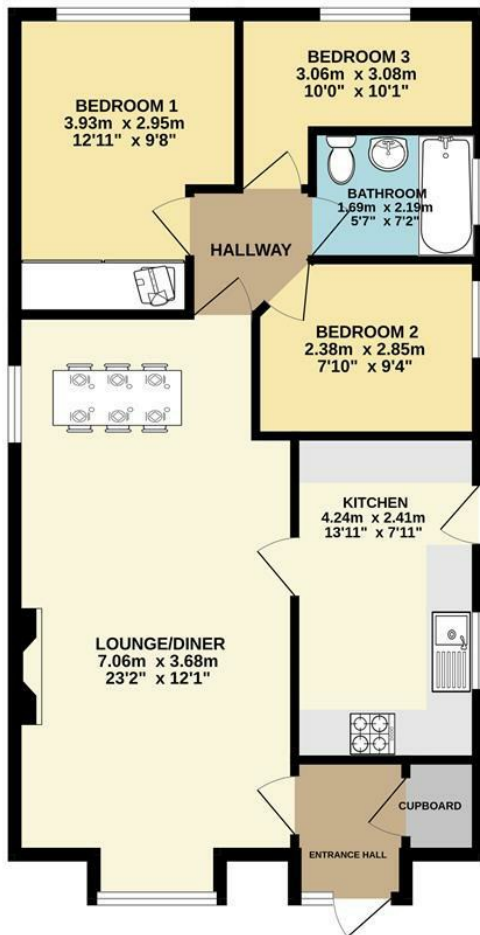 BEDROOM 1
3.93m x 2.95m
12'11" x 9'8"
BEDROOM 3
3.06m x 3.08m
10'0" x 10'1"
BATHROOM
1.69m x 2.19m
5'7" x 7'2"
HALLWAY
BEDROOM 2
2.38m x 2.85m
7'10" x 9'4"
KITCHEN
4.24m x 2.41m
13'11" x 7'11"
LOUNGE/DINER
7.06m x 3.68m
23'2" x 12'1"
CUPBOARD
ENTRANCE HALL